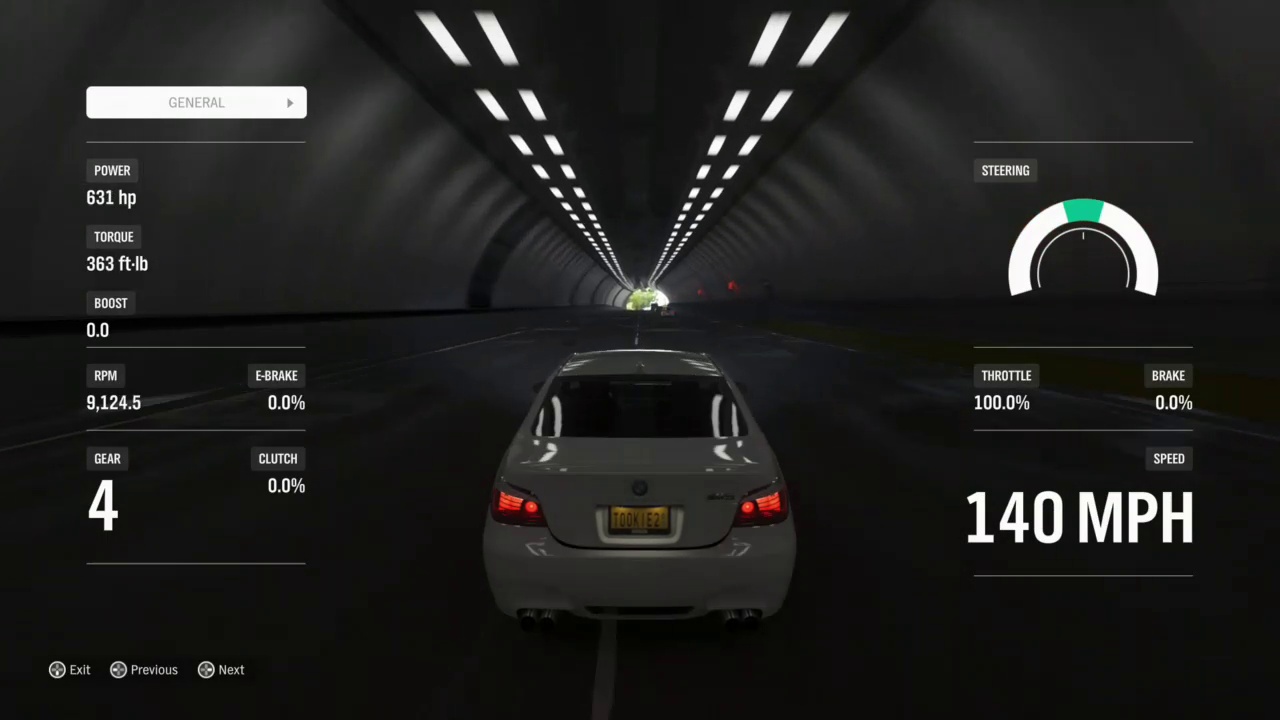 GENERAL
POWER
631 hp
TORQUE
363 ft·lb
BOOST
0.0
RPM
E-BRAKE
9,124.5
0.0%
GEAR
CLUTCH
4
0.0%
STEERING
THROTTLE
BRAKE
100.0%
0.0%
SPEED
140 MPH
TOOKIE2
Exit
Previous
Next